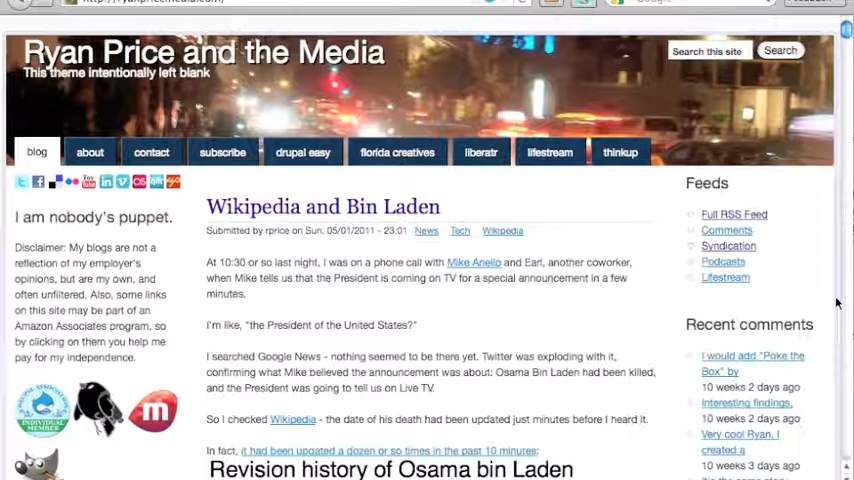 http://ryanpricemedia.com/
Ryan Price and the Media
This theme intentionally left blank
Search this site
Search
blog
about
contact
subscribe
drupal easy
florida creatives
liberatr
lifestream
thinkup
I am nobody's puppet.
Disclaimer: My blogs are not a
reflection of my employer's
opinions, but are my own, and
often unfiltered. Also, some links
on this site may be part of an
Amazon Associates program, so
by clicking on them you help me
pay for my independence.
INDIVIDUAL
MEMBER
Wikipedia and Bin Laden
Submitted by rprice on Sun, 05/01/2011 - 23:01 News Tech Wikipedia
At 10:30 or so last night, I was on a phone call with Mike Anello and Earl, another coworker,
when Mike tells us that the President is coming on TV for a special announcement in a few
minutes.
I'm like, "the President of the United States?"
I searched Google News - nothing seemed to be there yet. Twitter was exploding with it,
confirming what Mike believed the announcement was about: Osama Bin Laden had been killed,
and the President was going to tell us on Live TV.
So I checked Wikipedia - the date of his death had been updated just minutes before I heard it.
In fact, it had been updated a dozen or so times in the past 10 minutes:
Revision history of Osama bin Laden
Feeds
Full RSS Feed
Comments
Syndication
Podcasts
Lifestream
Recent comments
I would add "Poke the
Box" by
10 weeks 2 days ago
Interesting findings,
10 weeks 2 days ago
Very cool Ryan, I
created a
10 weeks 3 days ago